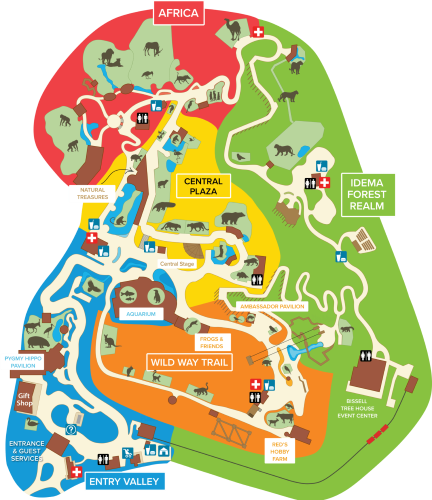 AFRICA
NATURAL
TREASURES
CENTRAL
PLAZA
IDEMA
FOREST
REALM
Central Stage
AMBASSADOR PAVILION
AQUARIUM
FROGS &
FRIENDS
WILD WAY TRAIL
PYGMY HIPPO
PAVILION
Gift
Shop
BISSELL
TREE HOUSE
EVENT CENTER
ENTRANCE
& GUEST
SERVICES
RED'S
HOBBY
FARM
ENTRY VALLEY